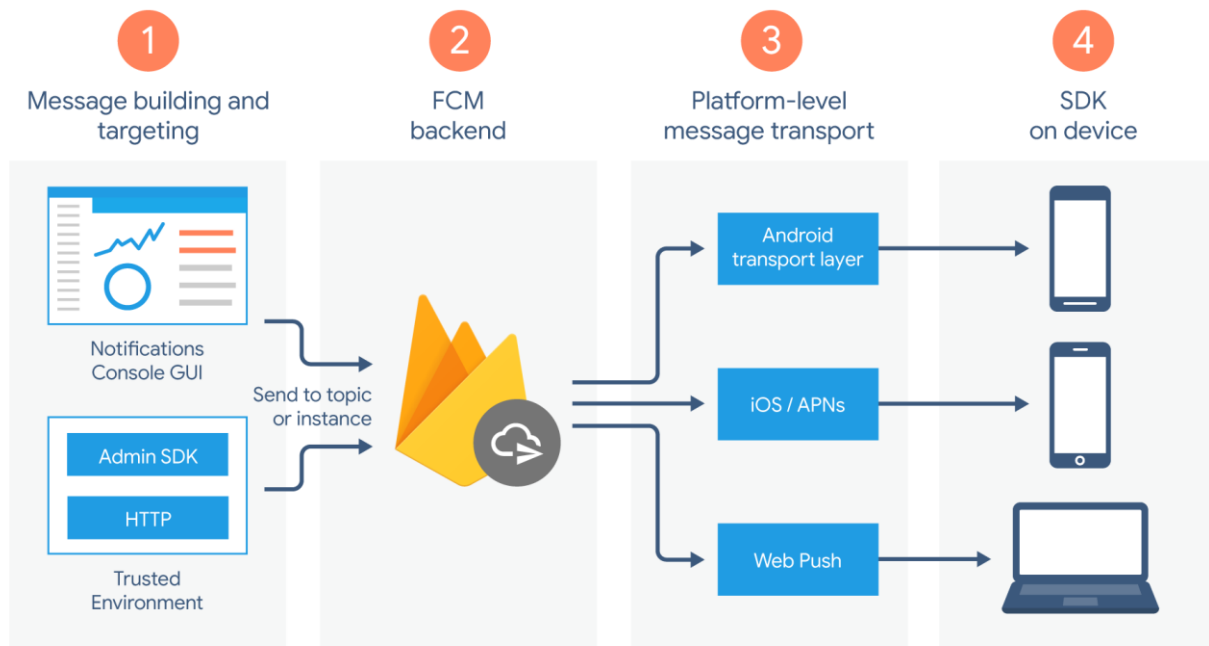 1
Message building and
targeting
2
FCM
backend
3
Platform-level
message transport
4
SDK
on device
Notifications
Console GUI
Send to topic
or instance
Admin SDK
HTTP
Trusted
Environment
Android
transport layer
iOS / APNs
Web Push